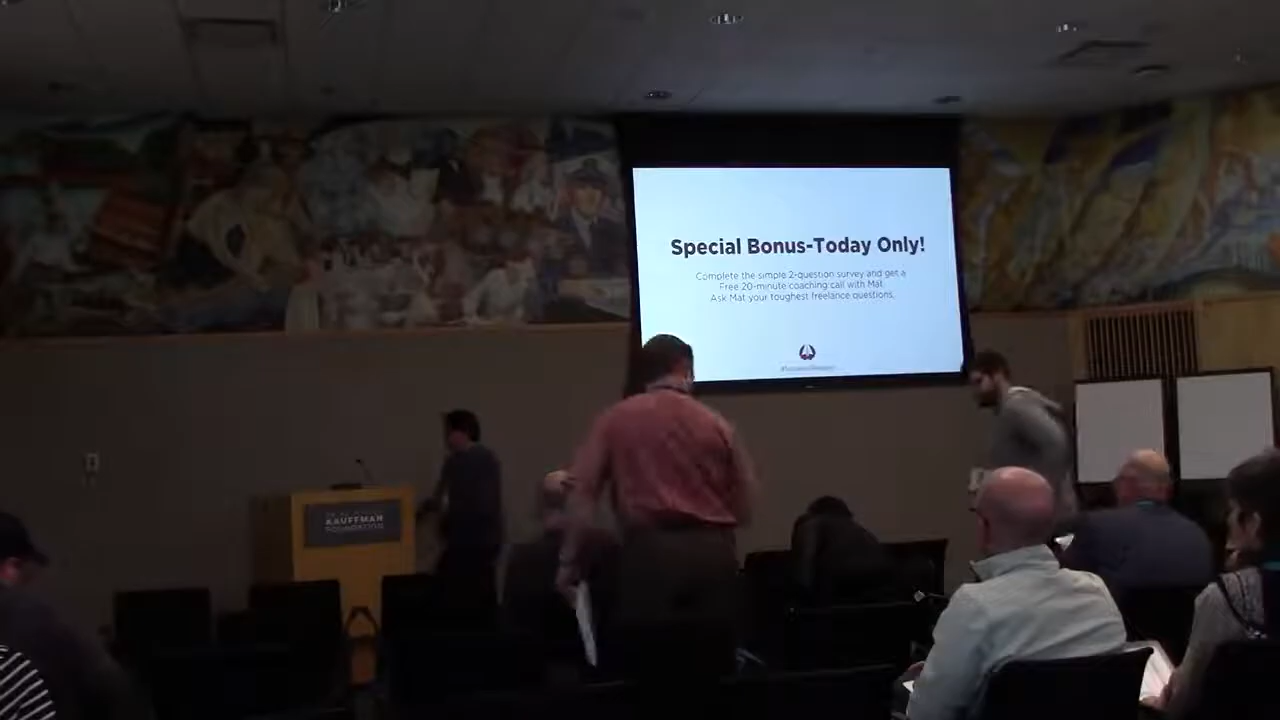 Special Bonus-Today Only!
Complete the simple 2-question survey and get a
Free 20-minute coaching call with Mat.
Ask Mat your toughest freelance questions.
KAUFFMAN
FOUNDATION